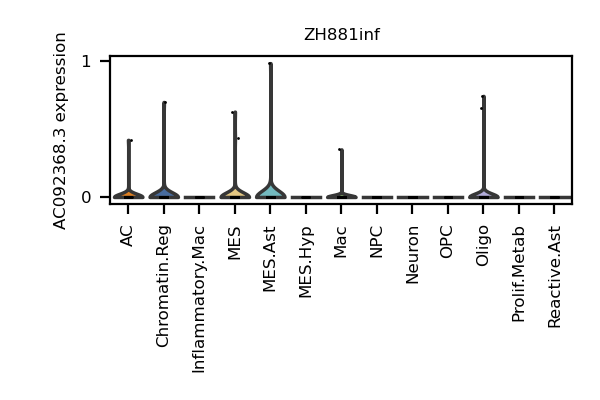 ZH881inf
AC092368.3 expression
1
0
AC
Chromatin.Reg
Inflammatory.Mac
MES
MES.Ast
MES.Hyp
Mac
NPC
Neuron
OPC
Oligo
Prolif.Metab
Reactive.Ast